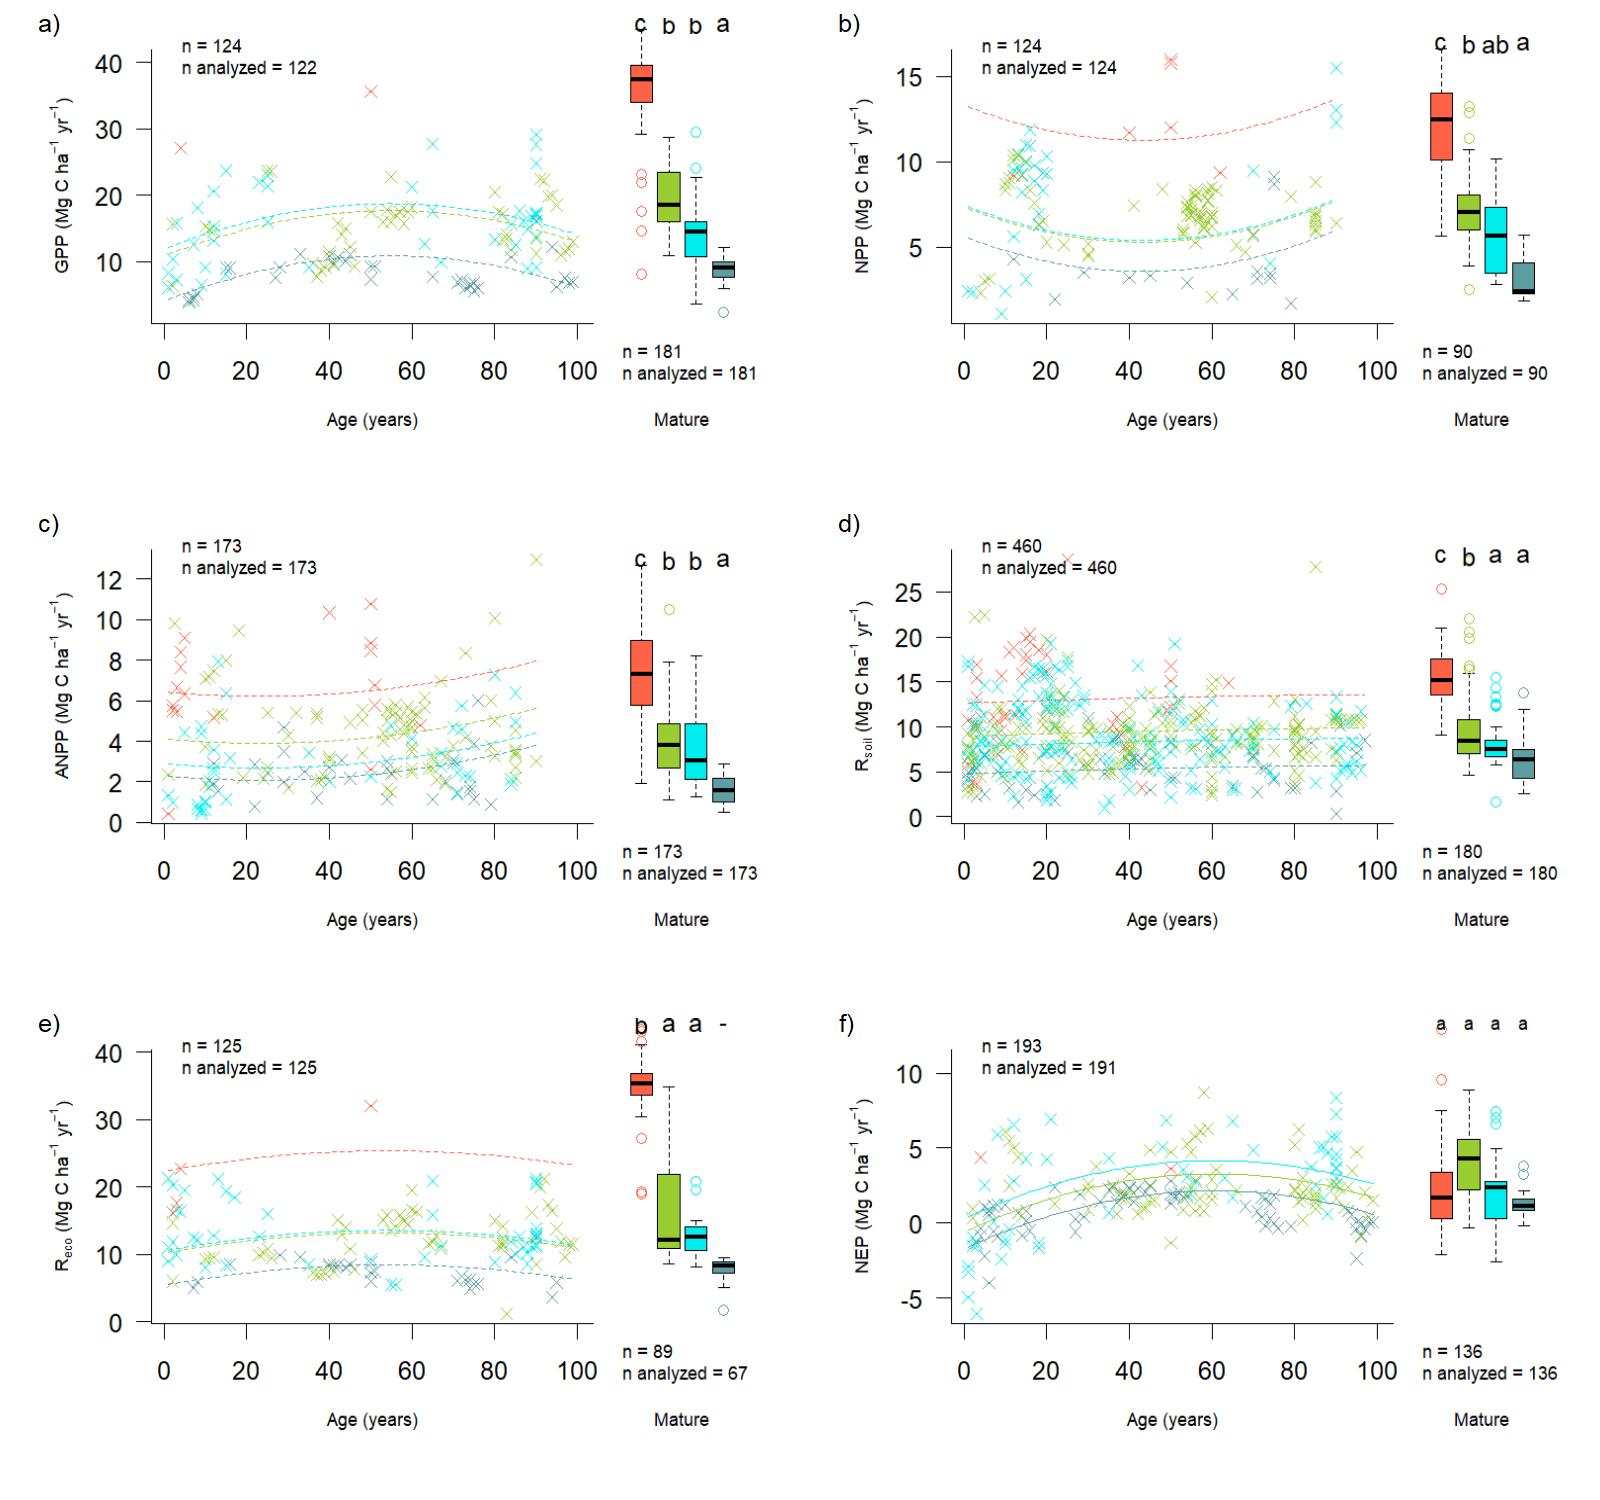 a)
n = 124
n analyzed = 122
c b b a
GPP (Mg C ha⁻¹ yr⁻¹)
40
30
20
10
0 20 40 60 80 100
Age (years)
n = 181
n analyzed = 181
Mature
b)
n = 124
n analyzed = 124
c b ab a
NPP (Mg C ha⁻¹ yr⁻¹)
15
10
5
0 20 40 60 80 100
Age (years)
n = 90
n analyzed = 90
Mature
c)
n = 173
n analyzed = 173
c b b a
ANPP (Mg C ha⁻¹ yr⁻¹)
12
10
8
6
4
2
0
0 20 40 60 80 100
Age (years)
n = 173
n analyzed = 173
Mature
d)
n = 460
n analyzed = 460
c b a a
Rsoil (Mg C ha⁻¹ yr⁻¹)
25
20
15
10
5
0
0 20 40 60 80 100
Age (years)
n = 180
n analyzed = 180
Mature
e)
n = 125
n analyzed = 125
b a a -
Reco (Mg C ha⁻¹ yr⁻¹)
40
30
20
10
0
0 20 40 60 80 100
Age (years)
n = 89
n analyzed = 67
Mature
f)
n = 193
n analyzed = 191
a a a a
NEP (Mg C ha⁻¹ yr⁻¹)
10
5
0
-5
0 20 40 60 80 100
Age (years)
n = 136
n analyzed = 136
Mature